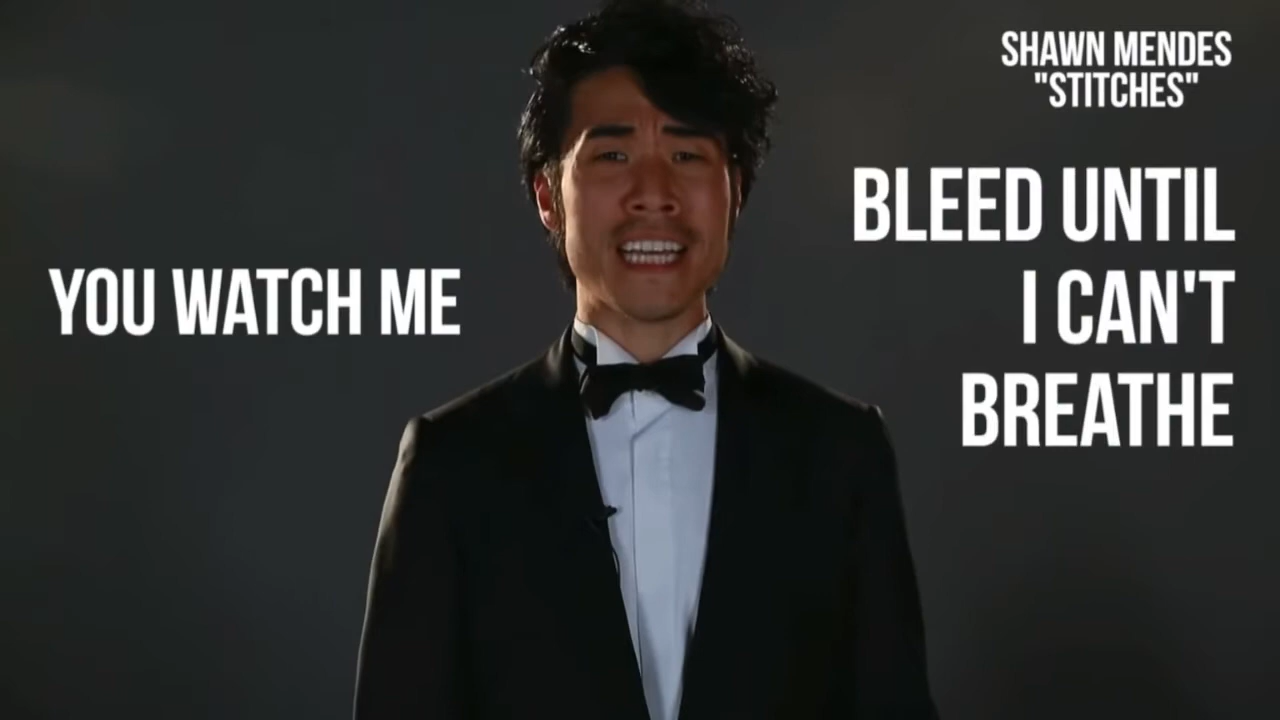 SHAWN MENDES
"STITCHES"
YOU WATCH ME
BLEED UNTIL
I CAN'T
BREATHE